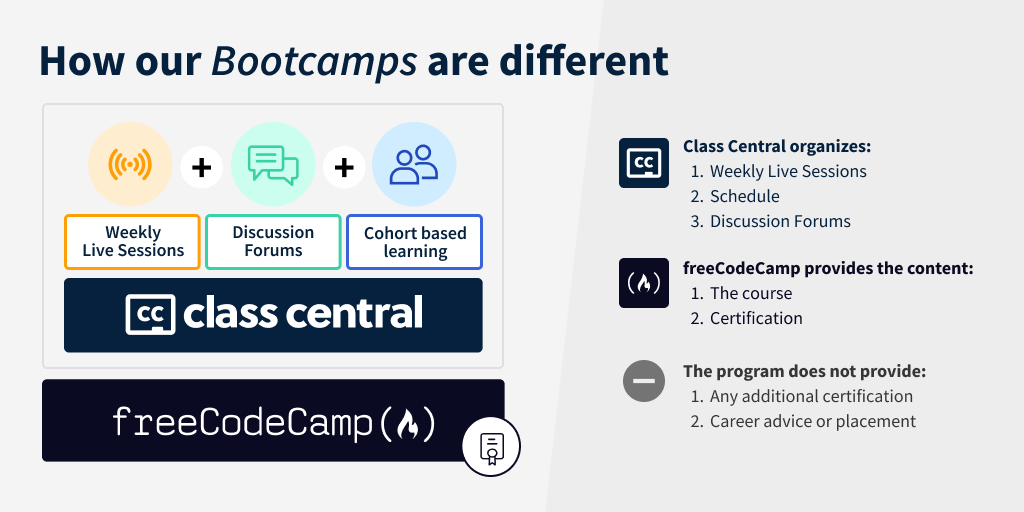 How our Bootcamps are different
Weekly
Live Sessions
Discussion
Forums
Cohort based
learning
cc class central
freeCodeCamp
cc
Class Central organizes:
1. Weekly Live Sessions
2. Schedule
3. Discussion Forums
freeCodeCamp provides the content:
1. The course
2. Certification
The program does not provide:
1. Any additional certification
2. Career advice or placement